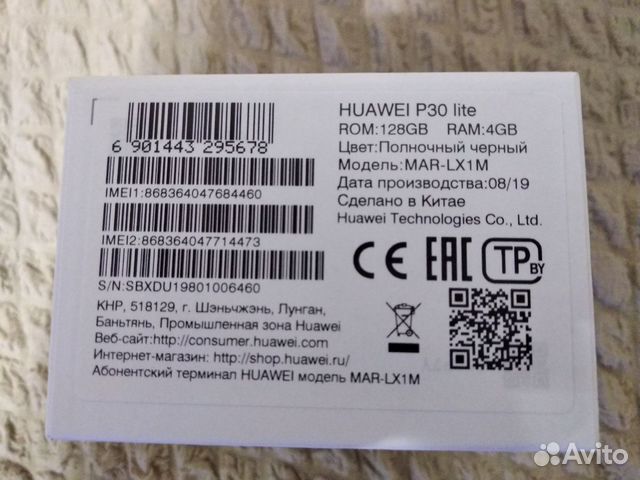 6 901443 295678
IMEI1:868364047684460
IMEI2:868364047714473
S/N:SBXDU19801006460
HUAWEI P30 lite
ROM:128GB RAM:4GB
Цвет:Полночный черный
Модель:MAR-LX1M
Дата производства:08/19
Сделано в Китае
Huawei Technologies Co., Ltd.
CE EAC TP BY
КНР, 518129, г. Шэньчжэнь, Лунган,
Баньтянь, Промышленная зона Huawei
Веб-сайт:http://consumer.huawei.com
Интернет-магазин: http://shop.huawei.ru/
Абонентский терминал HUAWEI модель MAR-LX1M
Avito